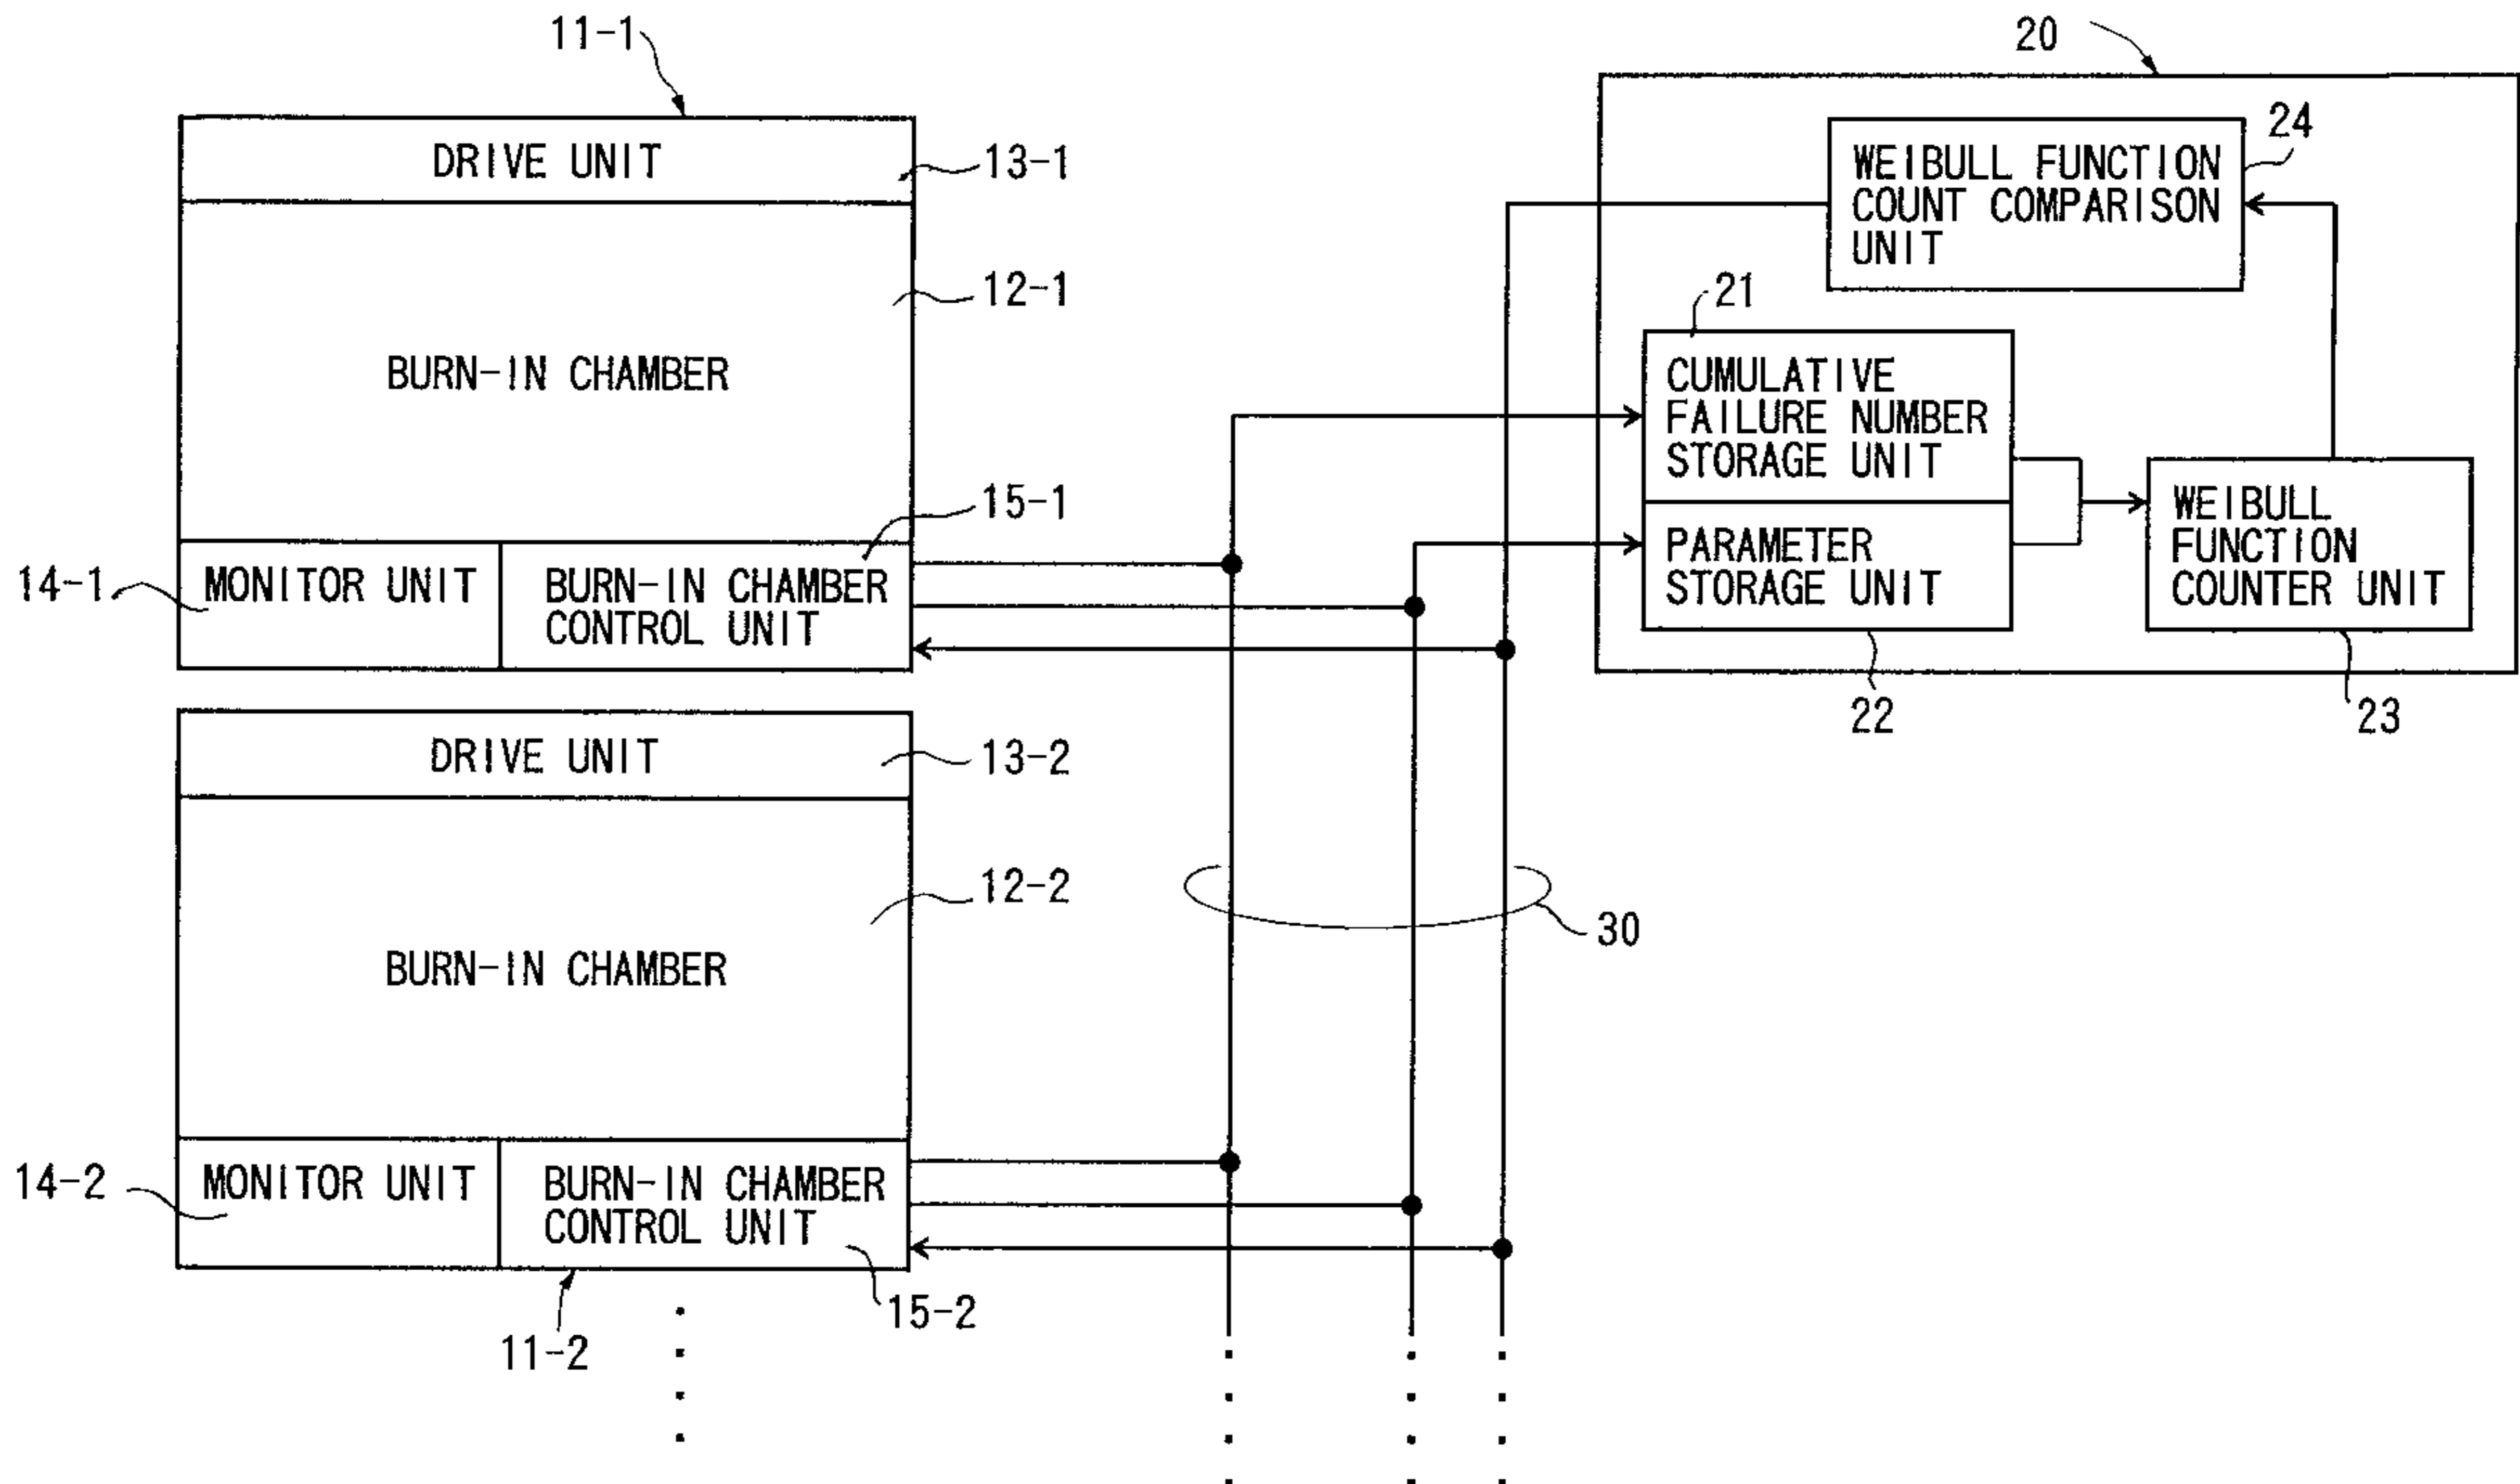 11-1
DRIVE UNIT
13-1
12-1
BURN-IN CHAMBER
15-1
14-1
MONITOR UNIT
BURN-IN CHAMBER
CONTROL UNIT
DRIVE UNIT
13-2
12-2
BURN-IN CHAMBER
14-2
MONITOR UNIT
BURN-IN CHAMBER
CONTROL UNIT
15-2
11-2
30
20
24
WEIBULL FUNCTION
COUNT COMPARISON
UNIT
21
CUMULATIVE
FAILURE NUMBER
STORAGE UNIT
PARAMETER
STORAGE UNIT
22
WEIBULL
FUNCTION
COUNTER UNIT
23